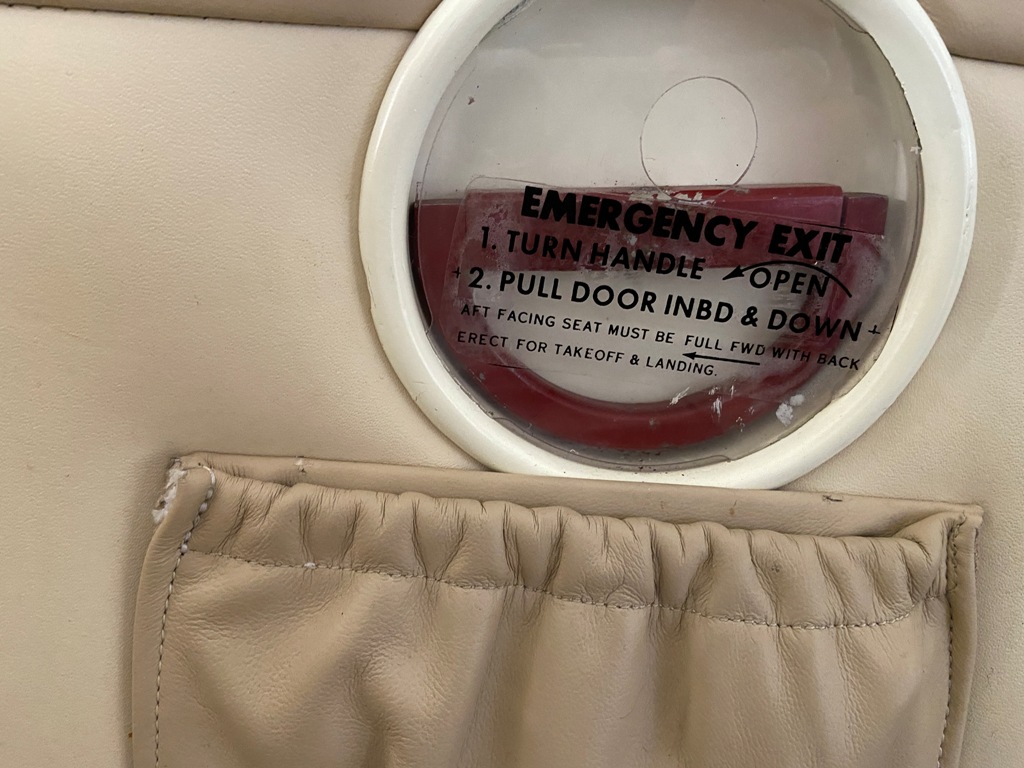 EMERGENCY EXIT
1. TURN HANDLE OPEN
2. PULL DOOR INBD & DOWN
AFT FACING SEAT MUST BE FULL FWD WITH BACK
ERECT FOR TAKEOFF & LANDING.